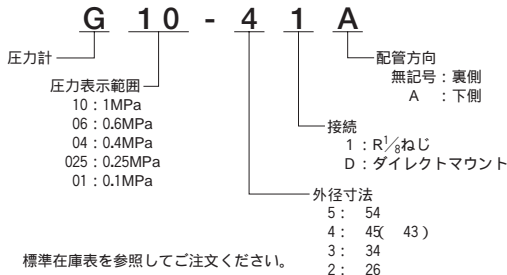 G 10 - 4 1 A
圧力計
圧力表示範囲
10：1MPa
06：0.6MPa
04：0.4MPa
025：0.25MPa
01：0.1MPa
配管方向
無記号：裏側
A ：下側
接続
1：R1/8ねじ
D：ダイレクトマウント
外径寸法
5： 54
4： 45( 43 )
3： 34
2： 26
標準在庫表を参照してご注文ください。